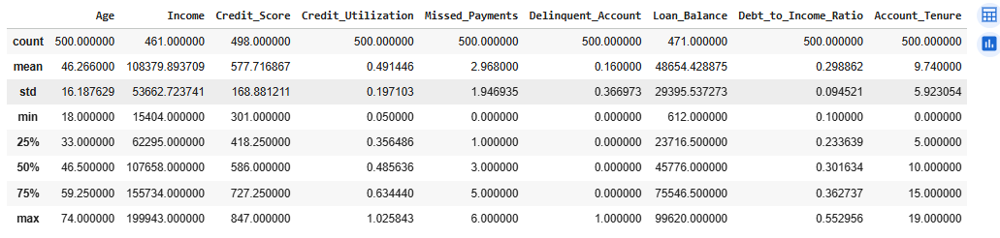 Age Income Credit_Score Credit_Utilization Missed_Payments Delinquent_Account Loan_Balance Debt_to_Income_Ratio Account_Tenure
count 500.000000 461.000000 498.000000 500.000000 500.000000 500.000000 471.000000 500.000000 500.000000
mean 46.266000 108379.893709 577.716867 0.491446 2.968000 0.160000 48654.428875 0.298862 9.740000
std 16.187629 53662.723741 168.881211 0.197103 1.946935 0.366973 29395.537273 0.094521 5.923054
min 18.000000 15404.000000 301.000000 0.050000 0.000000 0.000000 612.000000 0.100000 0.000000
25% 33.000000 62295.000000 418.250000 0.356486 1.000000 0.000000 23716.500000 0.233639 5.000000
50% 46.500000 107658.000000 586.000000 0.485636 3.000000 0.000000 45776.000000 0.301634 10.000000
75% 59.250000 155734.000000 727.250000 0.634440 5.000000 0.000000 75546.500000 0.362737 15.000000
max 74.000000 199943.000000 847.000000 1.025843 6.000000 1.000000 99620.000000 0.552956 19.000000